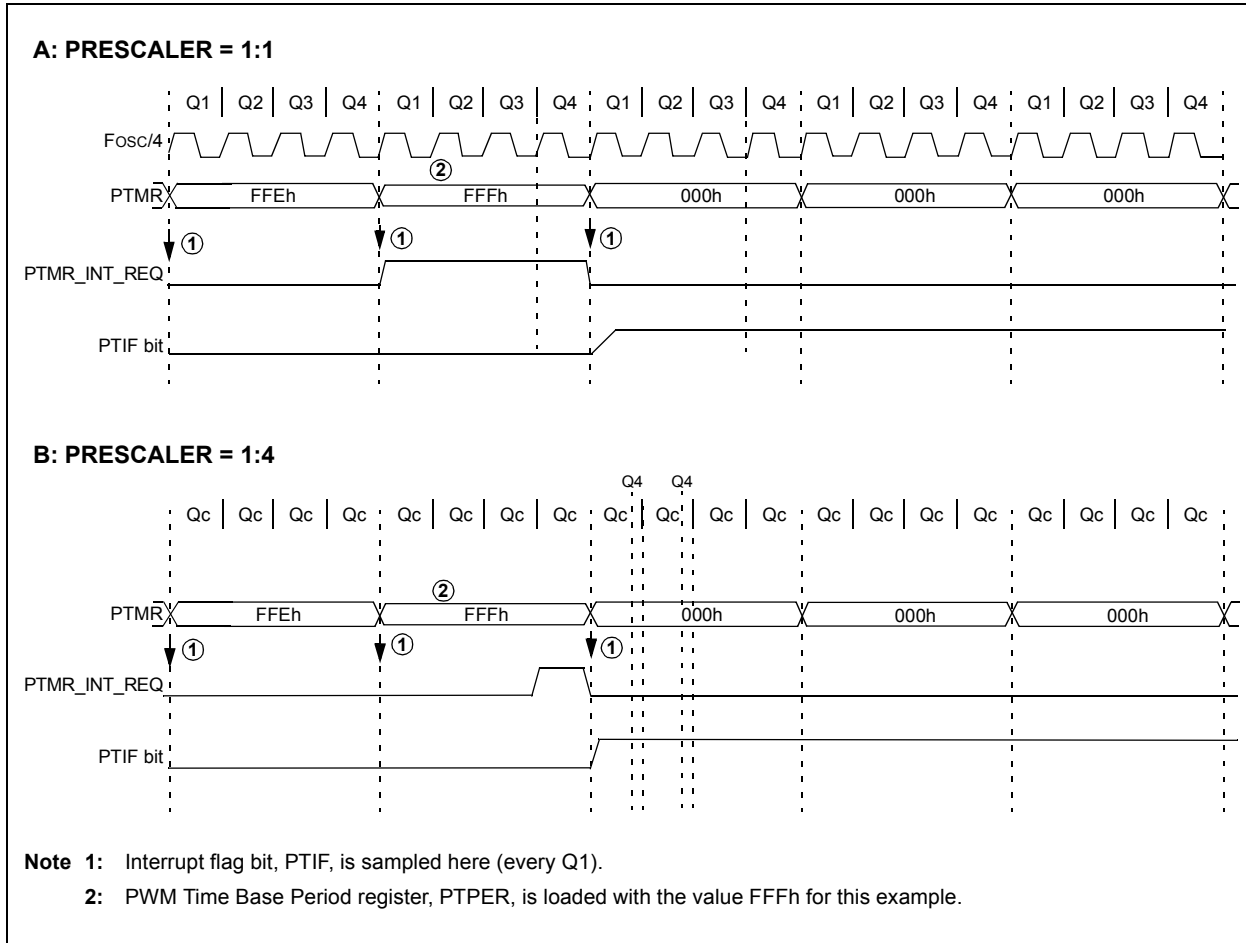 A: PRESCALER = 1:1
Q1 Q2 Q3 Q4 Q1 Q2 Q3 Q4 Q1 Q2 Q3 Q4 Q1 Q2 Q3 Q4 Q1 Q2 Q3 Q4
FOSC/4
2
PTMR FFEh FFFh 000h 000h 000h
1 1 1
PTMR_INT_REQ
PTIF bit
B: PRESCALER = 1:4
Q4 Q4
Qc Qc Qc Qc Qc Qc Qc Qc Qc Qc Qc Qc Qc Qc Qc Qc Qc Qc Qc Qc
2
PTMR FFEh FFFh 000h 000h 000h
1 1 1
PTMR_INT_REQ
PTIF bit
Note 1: Interrupt flag bit, PTIF, is sampled here (every Q1).
2: PWM Time Base Period register, PTPER, is loaded with the value FFFh for this example.